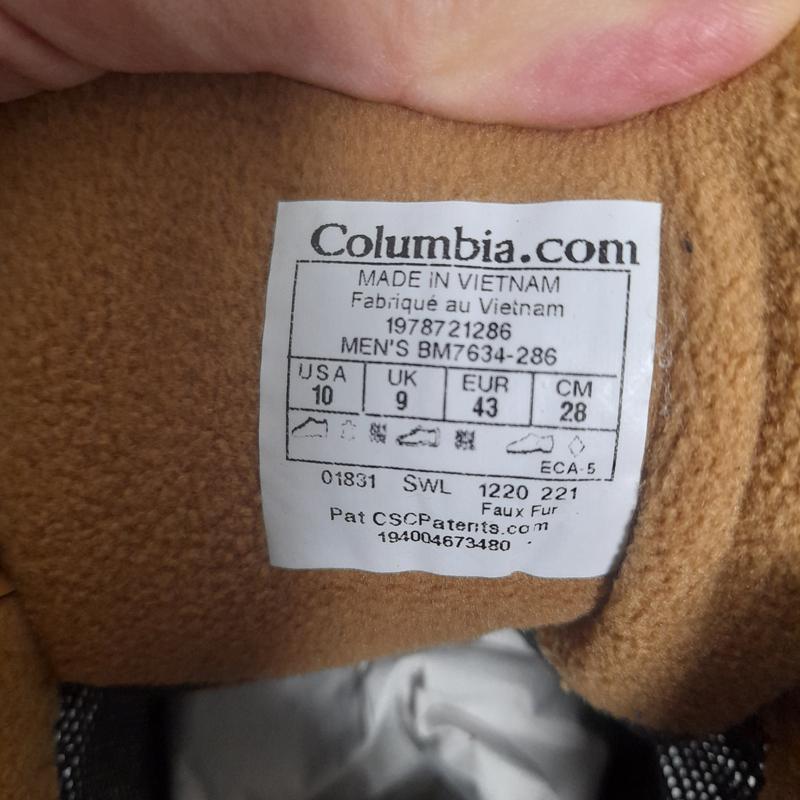 Columbia.com
MADE IN VIETNAM
Fabriqué au Vietnam
1978721286
MEN'S BM7634-286
USA UK EUR CM
10 9 43 28
ECA-5
01831 SWL 1220 221
Faux Fur
Pat CSCPatents.com
194004673480